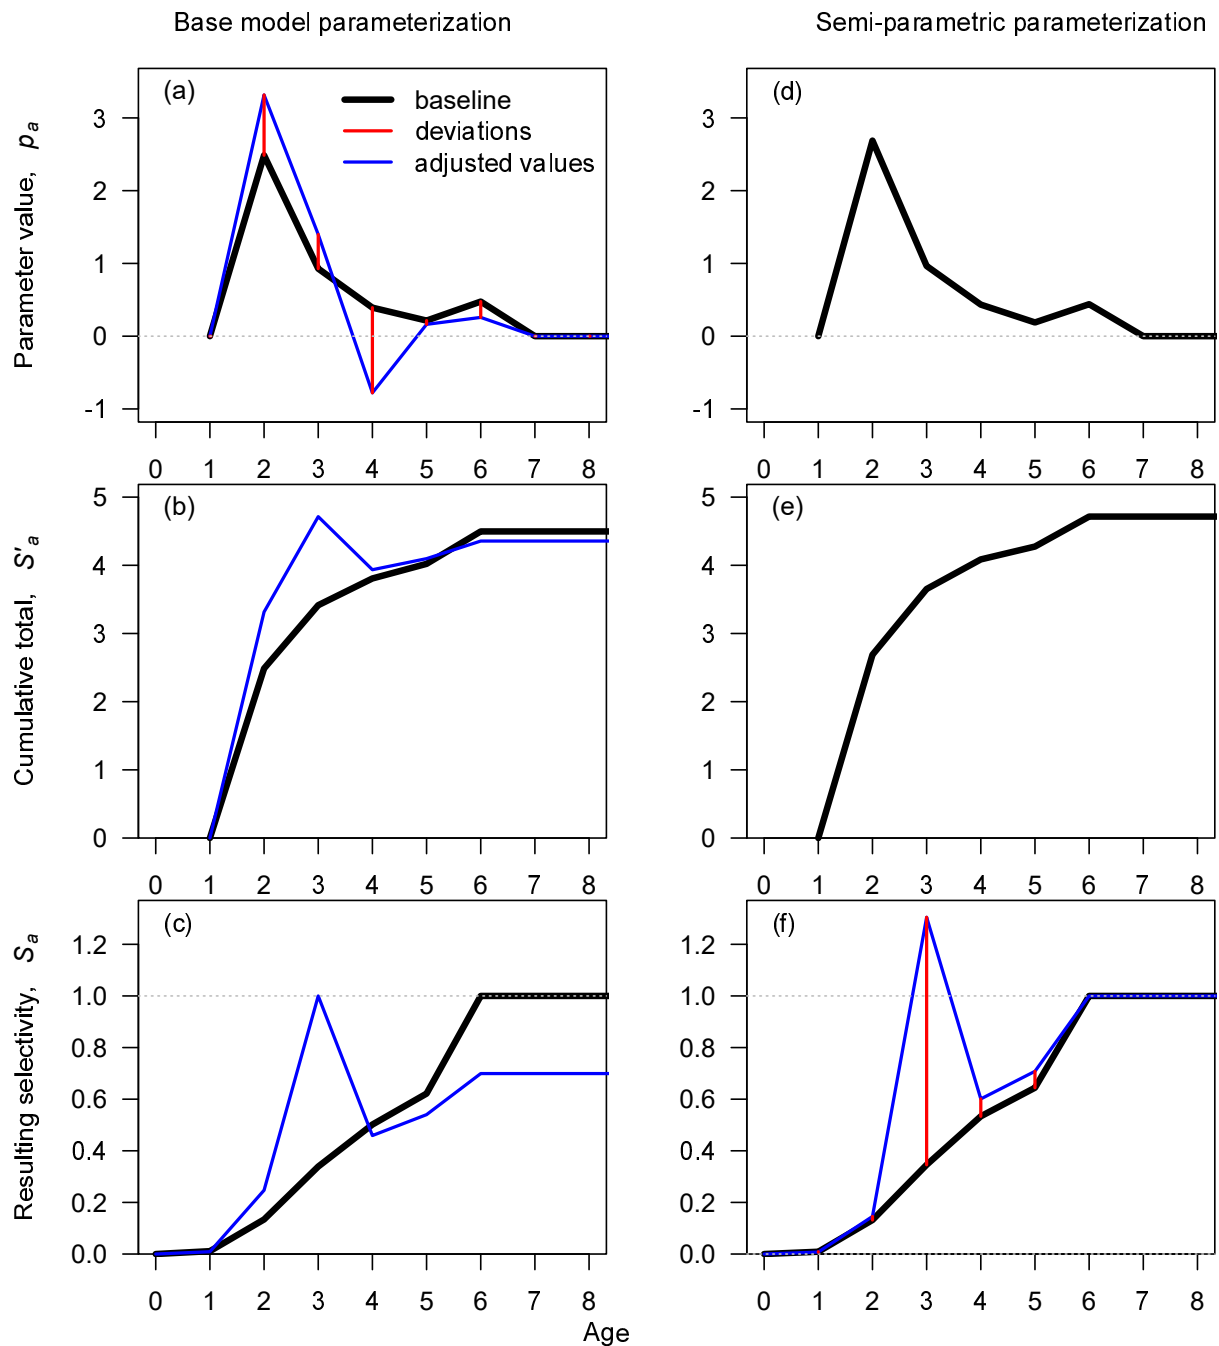 Base model parameterization
Semi-parametric parameterization
Parameter value, p a
(a)
baseline
deviations
adjusted values
3
2
1
0
-1
0 1 2 3 4 5 6 7 8
(d)
3
2
1
0
-1
0 1 2 3 4 5 6 7 8
Cumulative total, S′a
(b)
5
4
3
2
1
0
0 1 2 3 4 5 6 7 8
(e)
5
4
3
2
1
0
0 1 2 3 4 5 6 7 8
Resulting selectivity, S a
(c)
1.2
1.0
0.8
0.6
0.4
0.2
0.0
0 1 2 3 4 5 6 7 8
(f)
1.2
1.0
0.8
0.6
0.4
0.2
0.0
0 1 2 3 4 5 6 7 8
Age